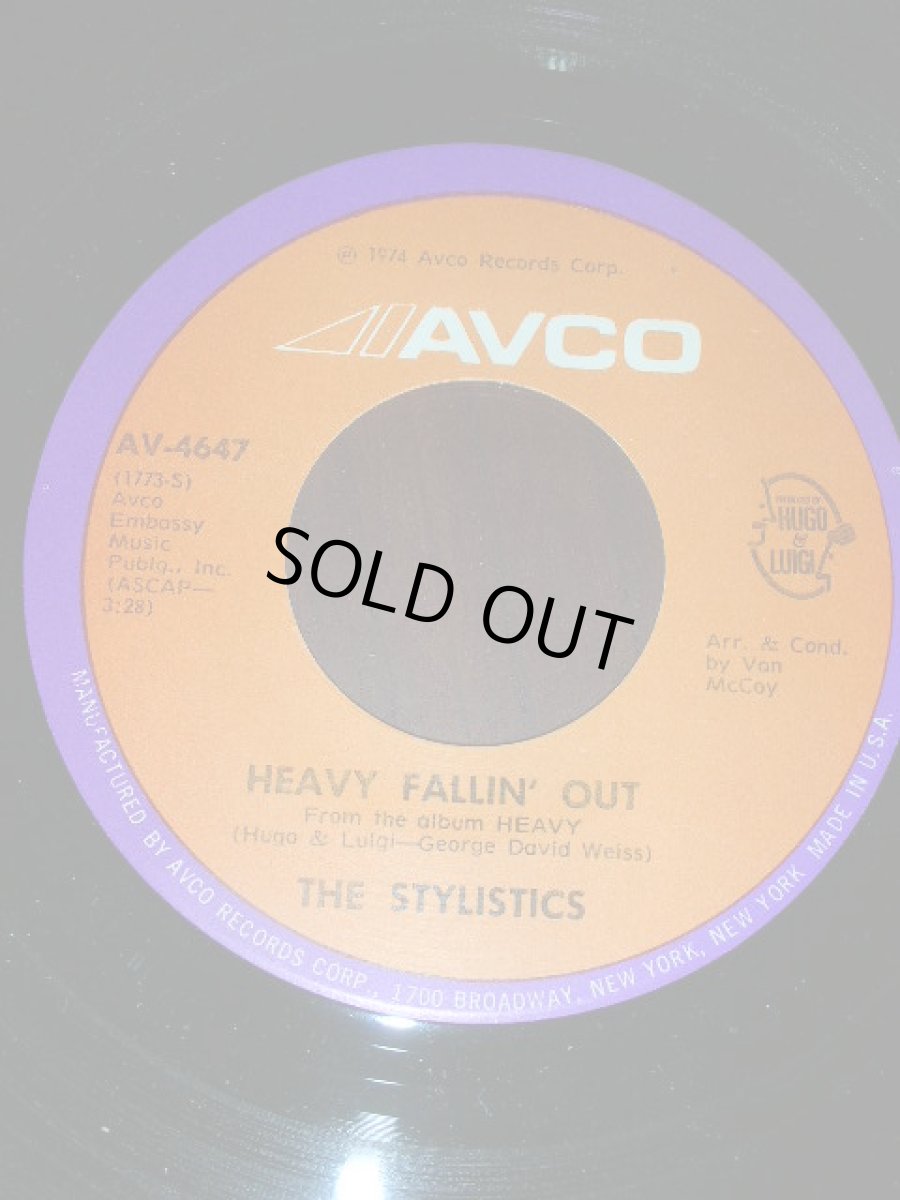 ℗ 1974 Avco Records Corp.
AVCO
AV-4647
(1773-S)
Avco
Embassy
Music
Publg., Inc.
(ASCAP—
3:28)
PRODUCED BY
HUGO
&
LUIGI
Arr. & Cond.
by Van
McCoy
SOLD OUT
HEAVY FALLIN' OUT
From the album HEAVY
(Hugo & Luigi—George David Weiss)
THE STYLISTICS
MANUFACTURED BY AVCO RECORDS CORP., 1700 BROADWAY, NEW YORK, NEW YORK MADE IN U.S.A.